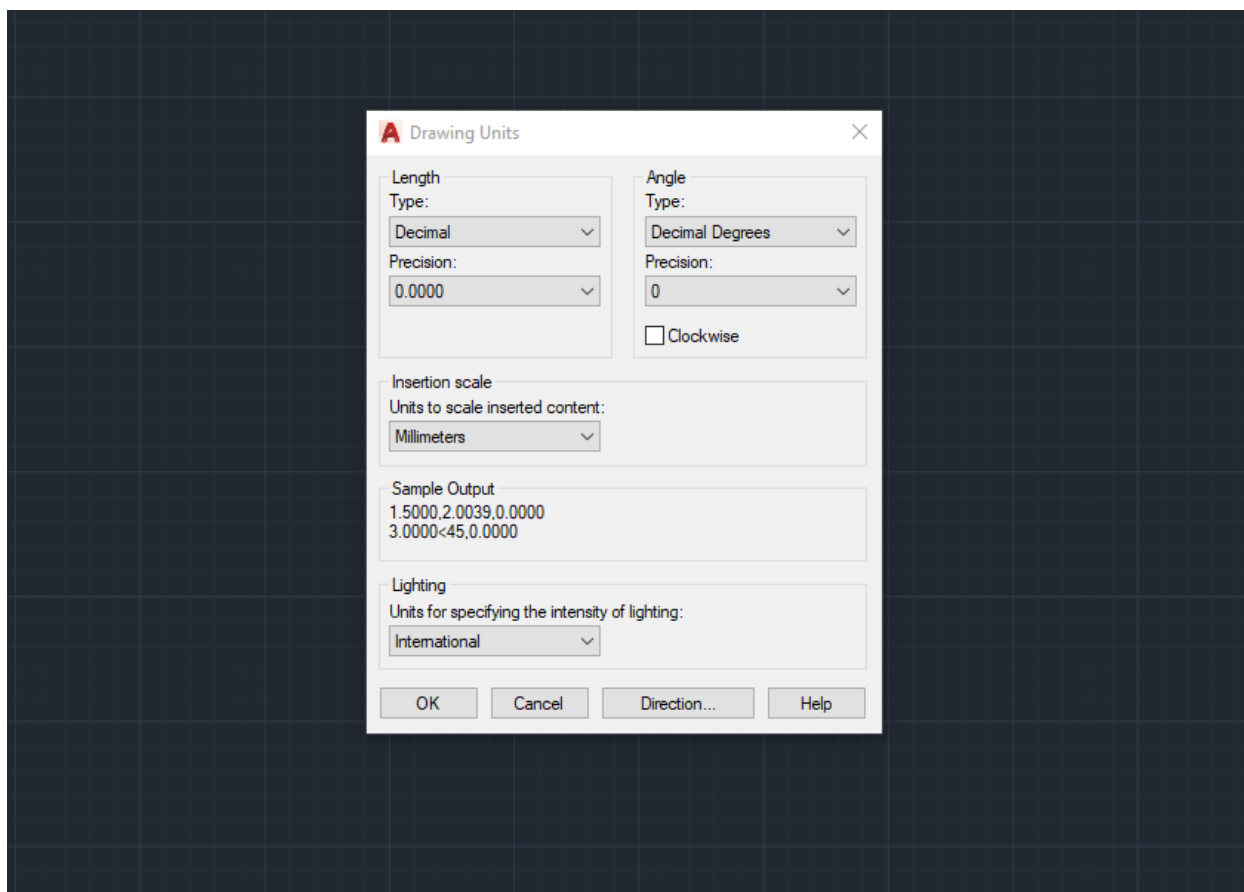 Drawing Units
Length
Type:
Decimal
Precision:
0.0000
Angle
Type:
Decimal Degrees
Precision:
0
Clockwise
Insertion scale
Units to scale inserted content:
Millimeters
Sample Output
1.5000,2.0039,0.0000
3.0000<45,0.0000
Lighting
Units for specifying the intensity of lighting:
International
OK
Cancel
Direction...
Help